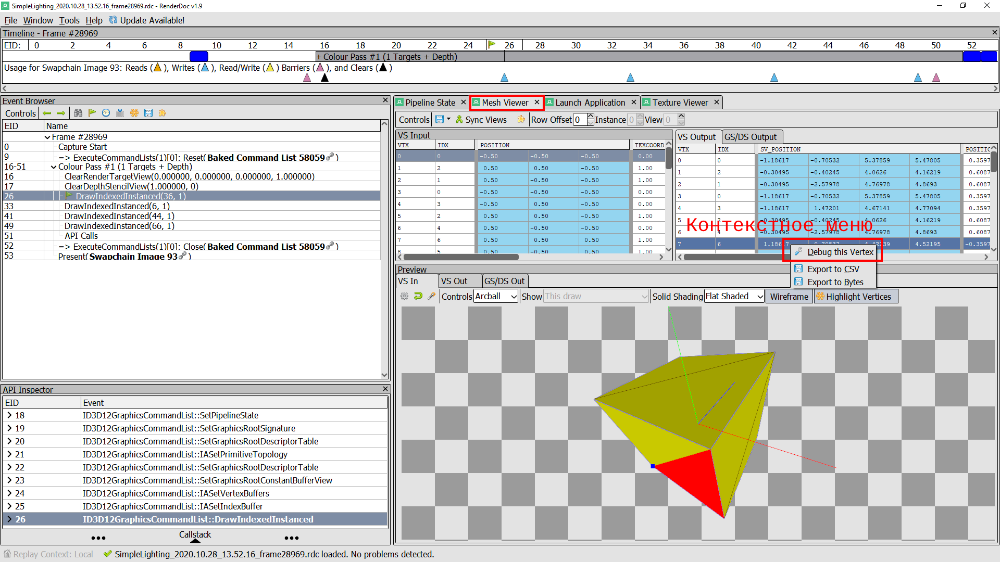 SimpleLighting_2020.10.28_13.52.16_frame28969.rdc - RenderDoc v1.9
File Window Tools Help Update Available!
Timeline - Frame #28969
EID: 0 2 4 6 8 10 12 14 16 18 20 22 24 26 28 30 32 34 36 38 40 42 44 46 48 50 52
+ Colour Pass #1 (1 Targets + Depth)
Usage for Swapchain Image 93: Reads ( ), Writes ( ), Read/Write ( ) Barriers ( ), and Clears ( )
Event Browser
Controls
EID Name
Frame #28969
0 Capture Start
9 => ExecuteCommandLists(1)[0]: Reset( Baked Command List 58059 )
16-51 Colour Pass #1 (1 Targets + Depth)
16 ClearRenderTargetView(0.000000, 0.000000, 0.000000, 1.000000)
17 ClearDepthStencilView(1.000000, 0)
26 DrawIndexedInstanced(36, 1)
33 DrawIndexedInstanced(6, 1)
41 DrawIndexedInstanced(44, 1)
49 DrawIndexedInstanced(66, 1)
51 API Calls
52 => ExecuteCommandLists(1)[0]: Close( Baked Command List 58059 )
53 Present( Swapchain Image 93 )
API Inspector
EID Event
18 ID3D12GraphicsCommandList::SetPipelineState
19 ID3D12GraphicsCommandList::SetGraphicsRootSignature
20 ID3D12GraphicsCommandList::SetGraphicsRootDescriptorTable
21 ID3D12GraphicsCommandList::IASetPrimitiveTopology
22 ID3D12GraphicsCommandList::SetGraphicsRootDescriptorTable
23 ID3D12GraphicsCommandList::SetGraphicsRootConstantBufferView
24 ID3D12GraphicsCommandList::IASetVertexBuffers
25 ID3D12GraphicsCommandList::IASetIndexBuffer
26 ID3D12GraphicsCommandList::DrawIndexedInstanced
Callstack
Pipeline State Mesh Viewer Launch Application Texture Viewer
Controls Sync Views Row Offset 0 Instance 0 View 0
VS Input
VTX IDX POSITION TEXCOORD
0 0 -0.50 -0.50 -0.50 0.00
1 2 0.50 0.50 -0.50 1.00
2 1 0.50 -0.50 -0.50 1.00
3 0 -0.50 -0.50 -0.50 0.00
4 3 -0.50 0.50 -0.50 0.00
5 2 0.50 0.50 -0.50 1.00
6 4 0.50 -0.50 0.50 0.00
7 6 0.50 0.50 0.50 1.00
8 5 -0.50 -0.50 0.50 1.00
VS Output GS/DS Output
VTX IDX SV_POSITION POSITIC
0 0 -1.18617 -0.70532 5.37859 5.47805 0.3597
1 2 -0.30495 -0.40245 4.0626 4.16219 0.6087
2 1 -0.30495 -2.57978 4.76978 4.8693 0.6087
3 0 -1.18617 -0.70532 5.37859 5.47805 0.3597
4 3 -1.18617 1.47201 4.67141 4.77094 0.3597
5 2 -0.30495 -0.40245 4.0626 4.16219 0.6087
Контекстное меню
6 4 -0.30495 -2.57978 4.76978 4.8693 0.6087
7 6 1.18617 0.70532 4.42239 4.52195 -0.3597
Debug this Vertex
Export to CSV
Export to Bytes
Preview
VS In VS Out GS/DS Out
Controls Arcball Show This draw Solid Shading Flat Shaded Wireframe Highlight Vertices
Replay Context: Local SimpleLighting_2020.10.28_13.52.16_frame28969.rdc loaded. No problems detected.